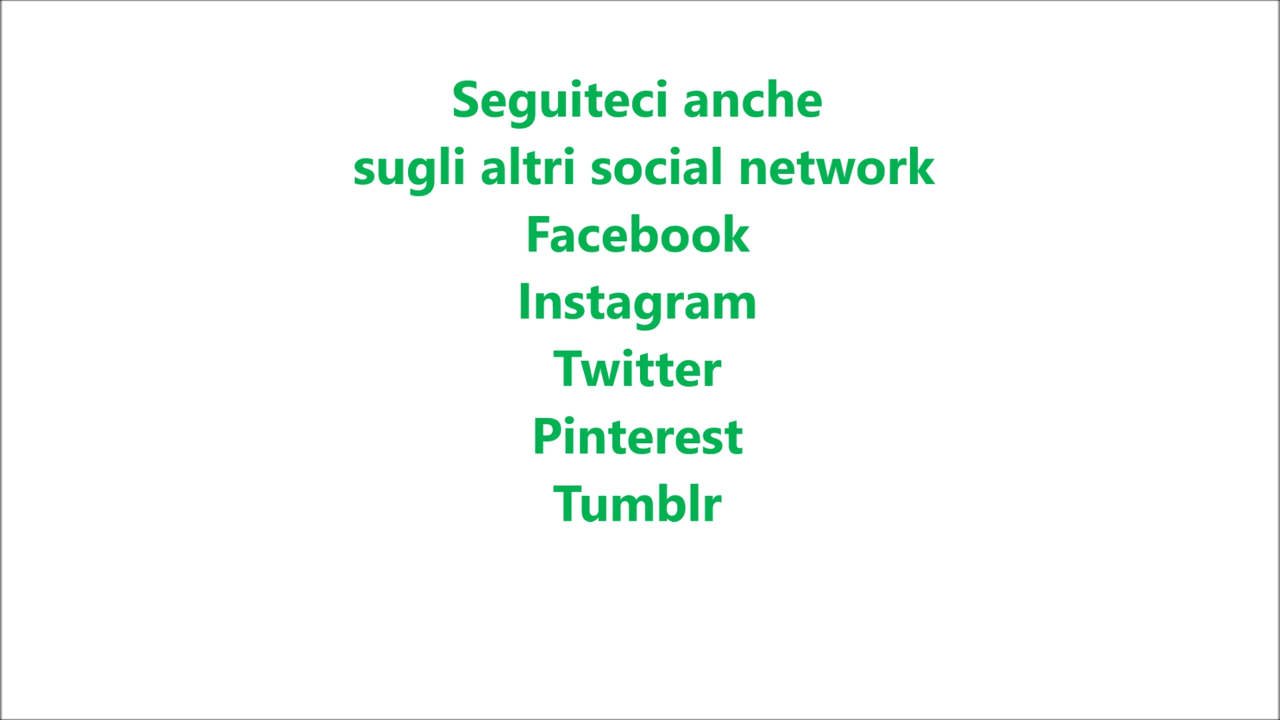 Seguiteci anche
sugli altri social network
Facebook
Instagram
Twitter
Pinterest
Tumblr